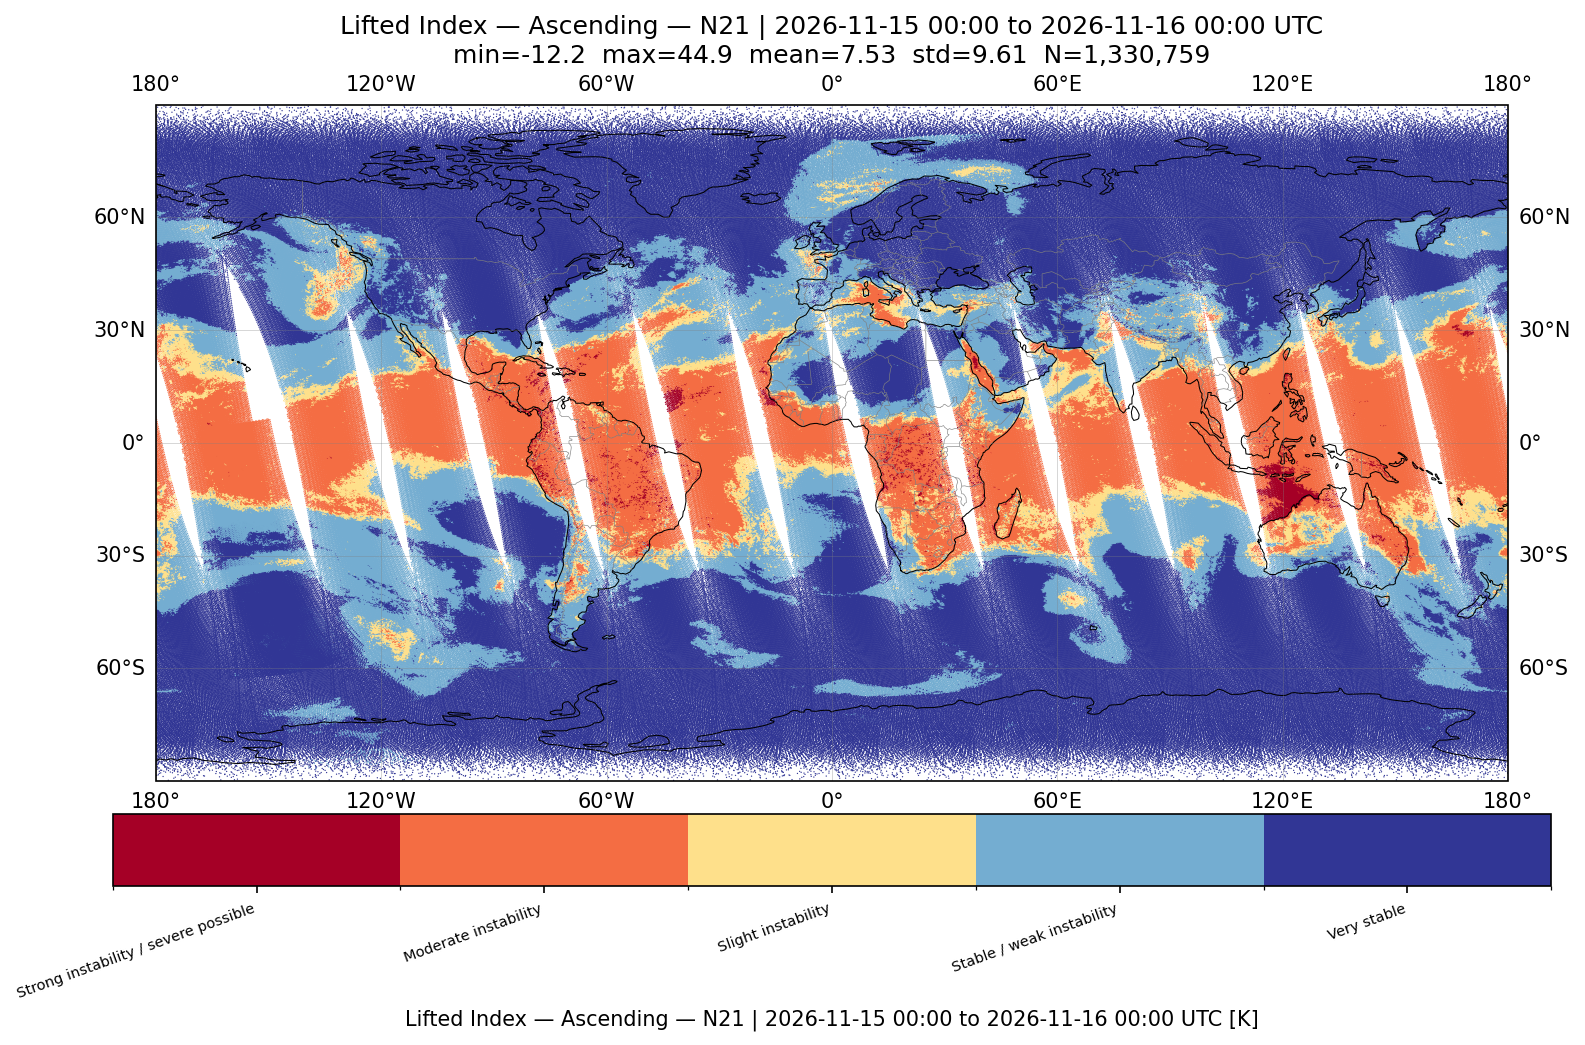 Lifted Index — Ascending — N21 | 2026-11-15 00:00 to 2026-11-16 00:00 UTC
min=-12.2 max=44.9 mean=7.53 std=9.61 N=1,330,759
180° 120°W 60°W 0° 60°E 120°E 180°
60°N 60°N
30°N 30°N
0° 0°
30°S 30°S
60°S 60°S
180° 120°W 60°W 0° 60°E 120°E 180°
Strong instability / severe possible
Moderate instability
Slight instability
Stable / weak instability
Very stable
Lifted Index — Ascending — N21 | 2026-11-15 00:00 to 2026-11-16 00:00 UTC [K]